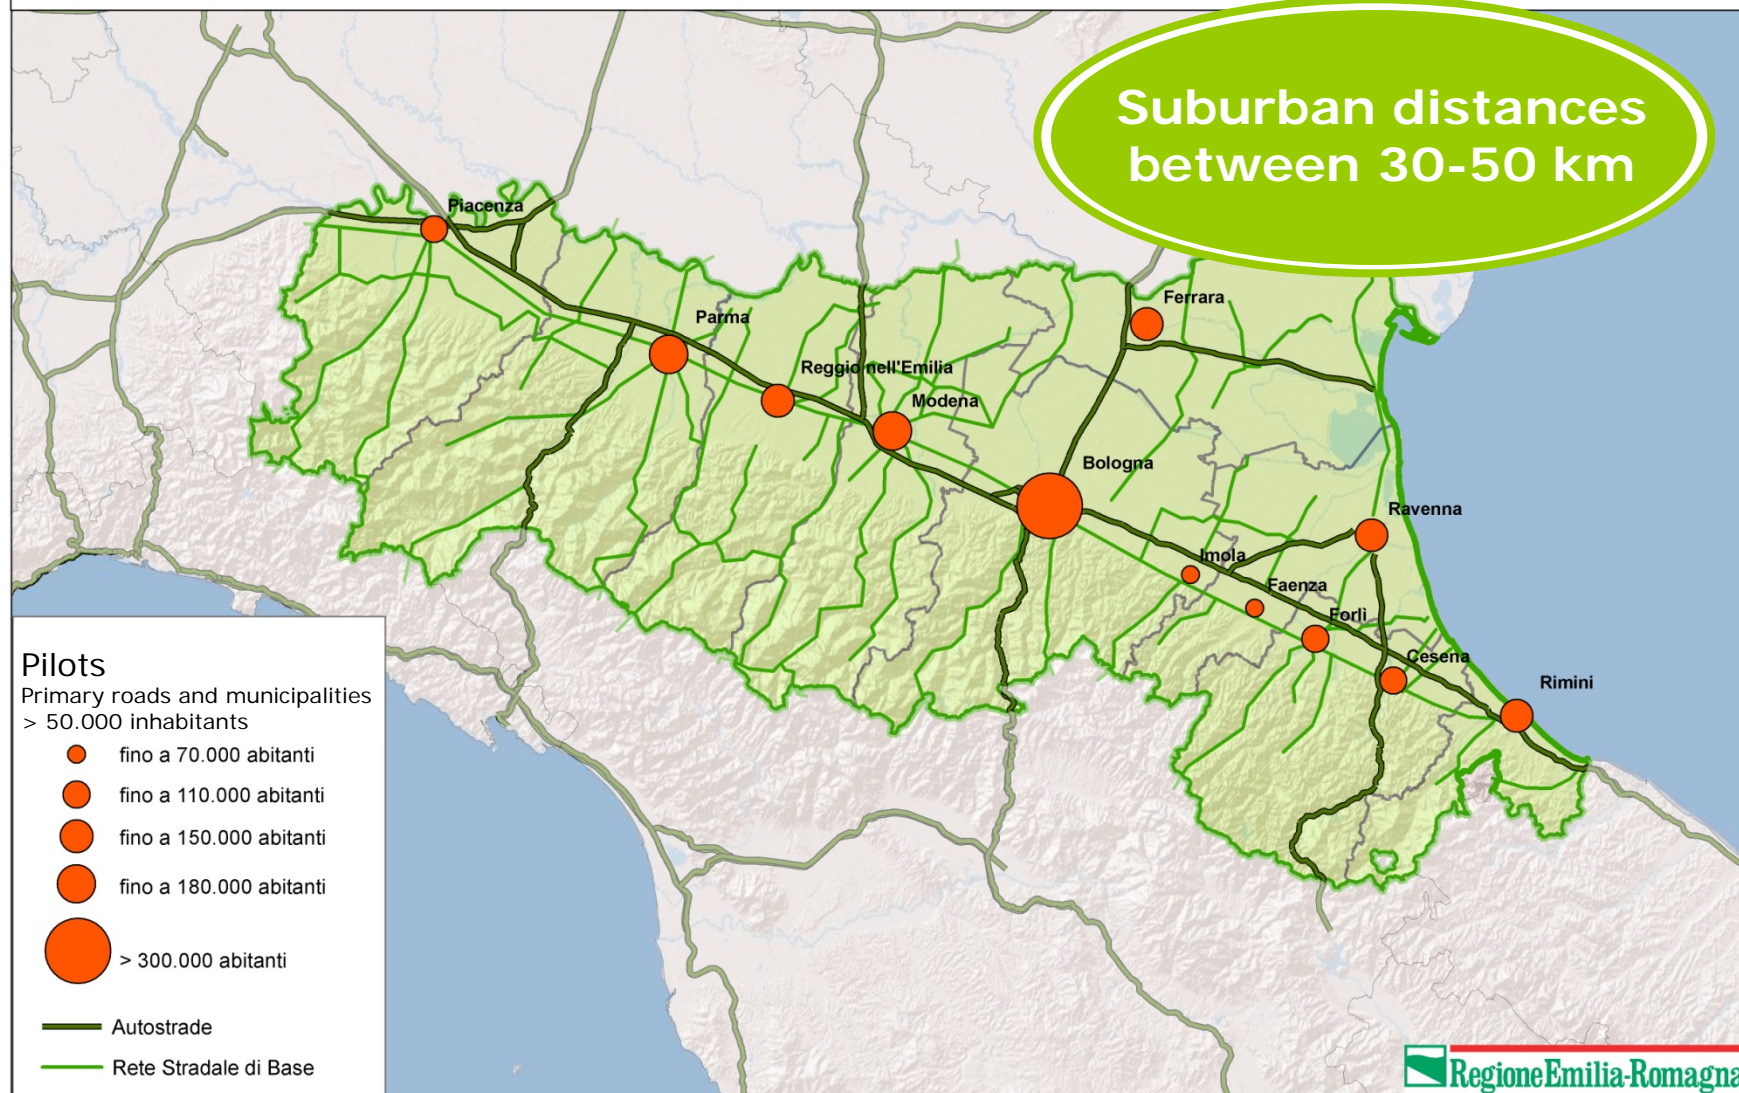 Suburban distances
between 30-50 km
Piacenza
Parma
Reggio nell'Emilia
Modena
Ferrara
Bologna
Ravenna
Imola
Faenza
Forlì
Cesena
Rimini
Pilots
Primary roads and municipalities
> 50.000 inhabitants
fino a 70.000 abitanti
fino a 110.000 abitanti
fino a 150.000 abitanti
fino a 180.000 abitanti
> 300.000 abitanti
Autostrade
Rete Stradale di Base
RegioneEmilia-Romagna